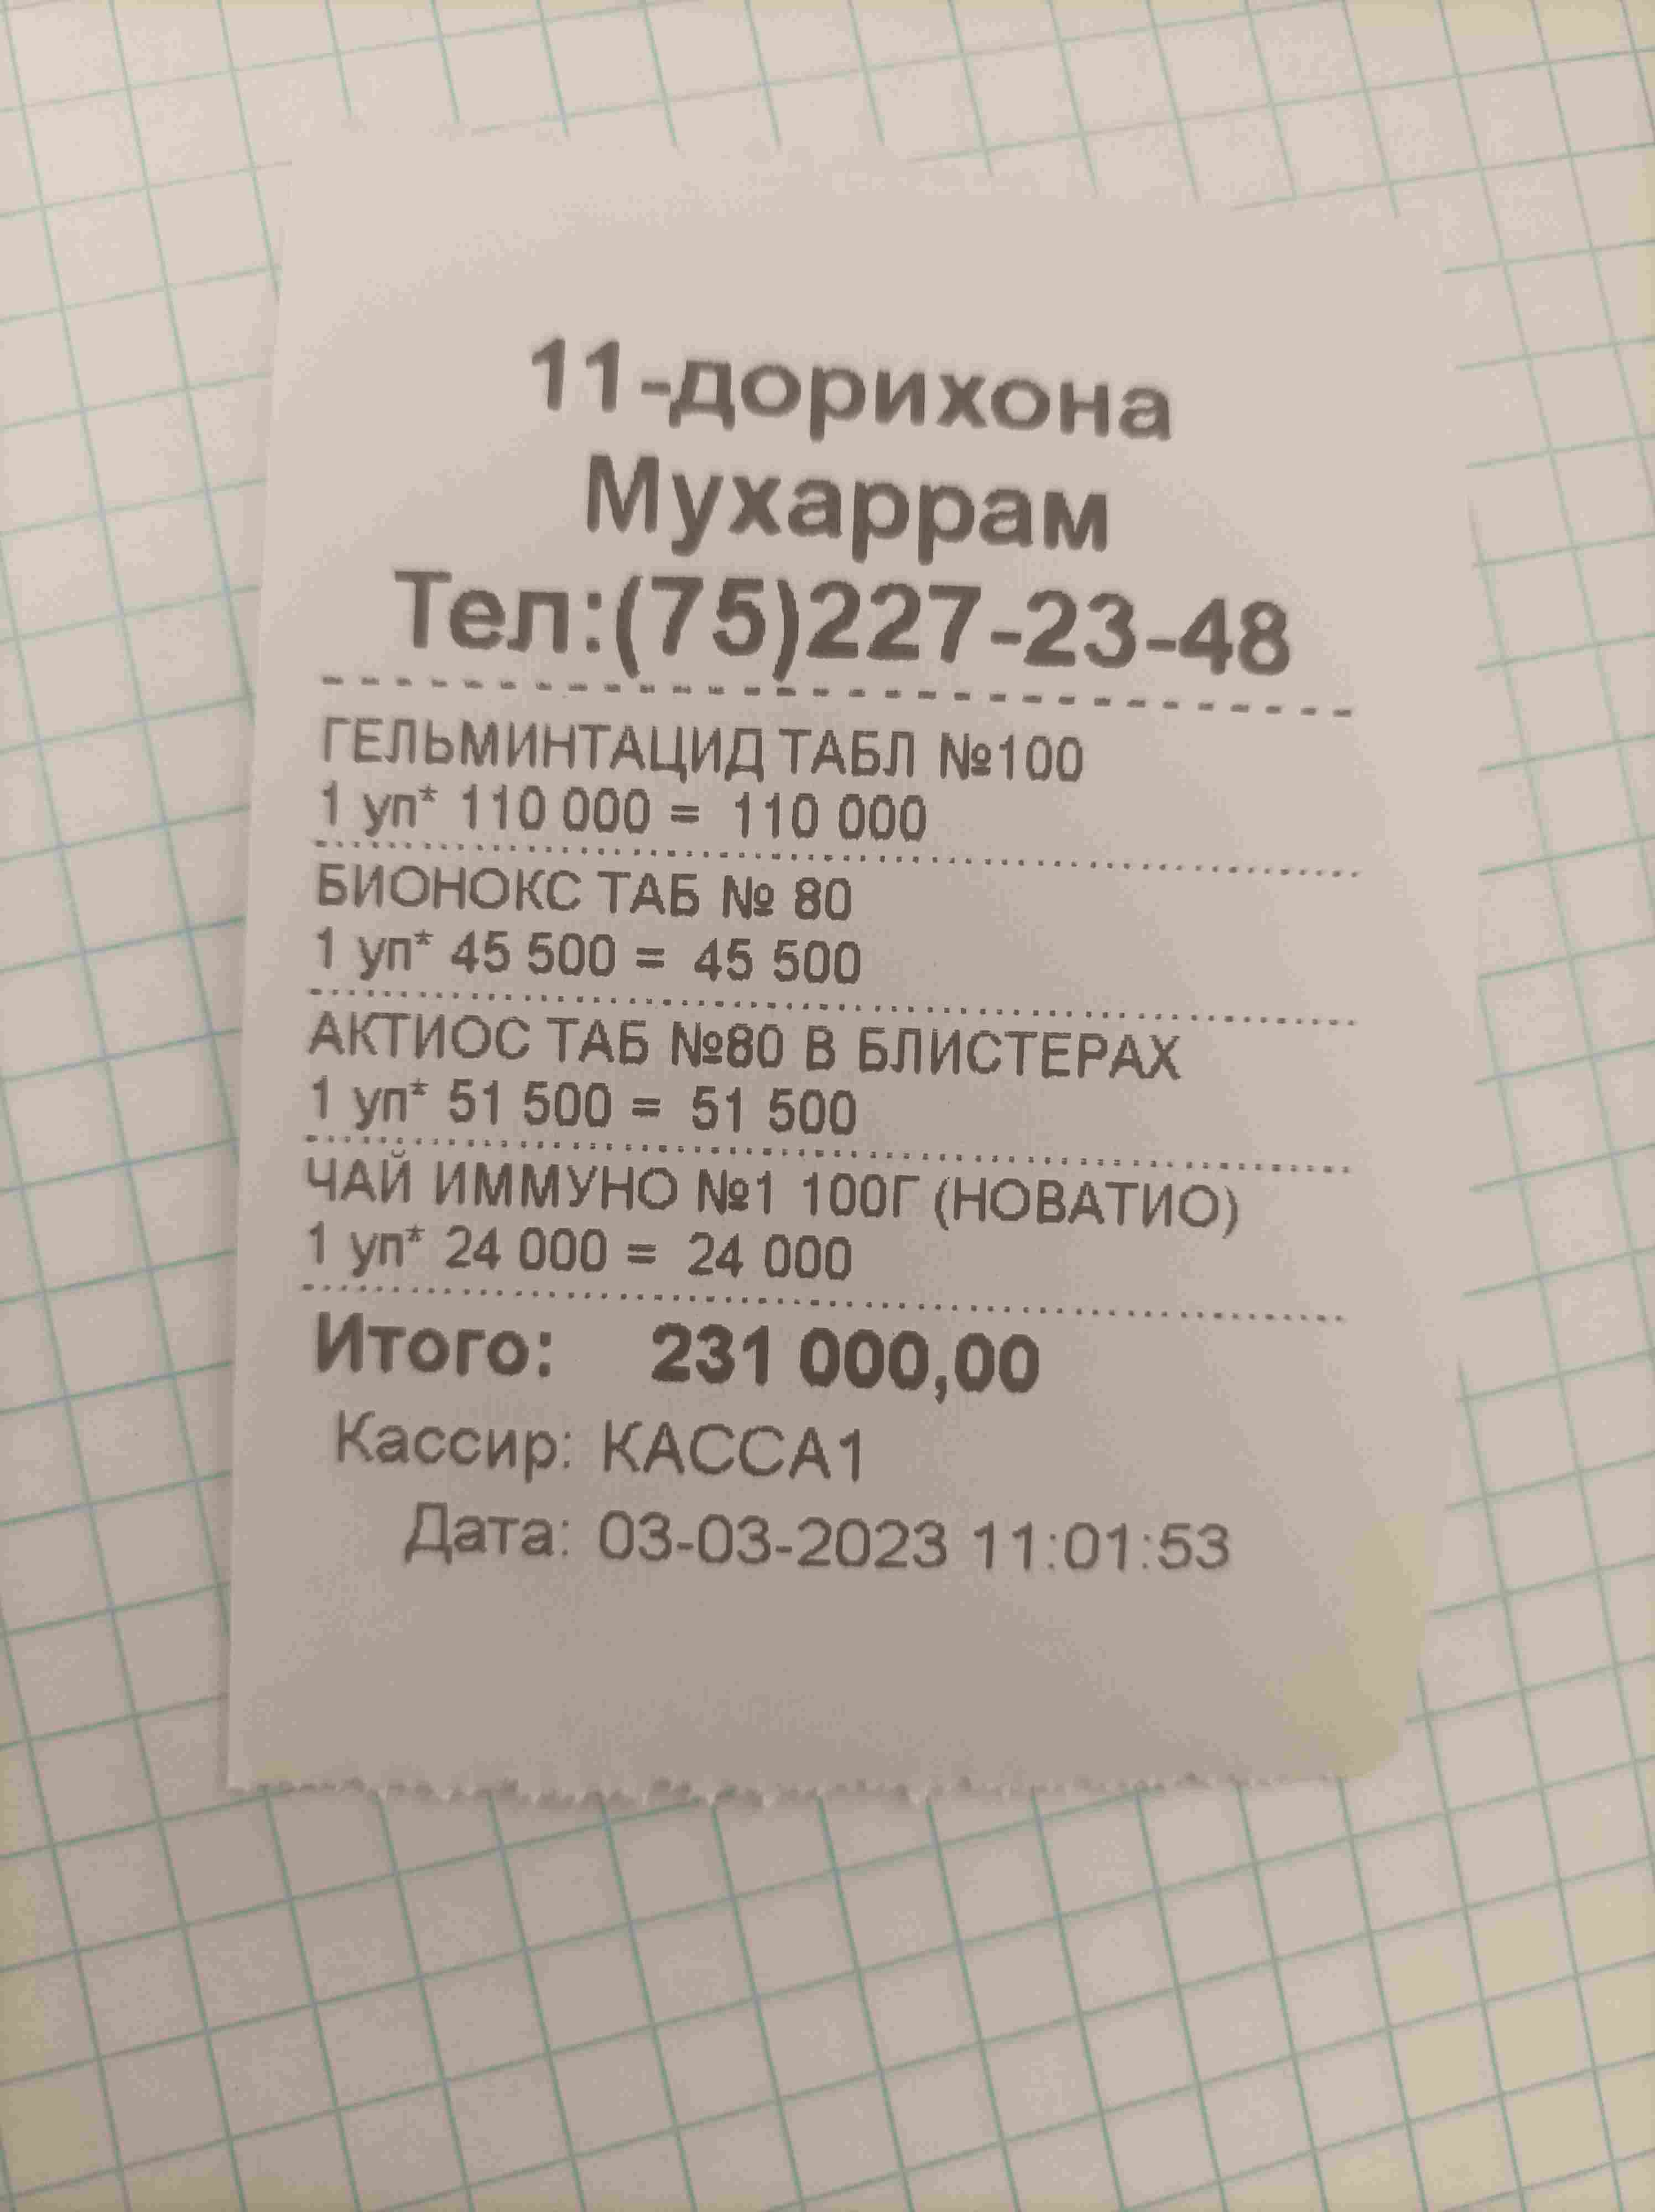 11-дорихона
Мухаррам
Тел:(75)227-23-48
ГЕЛЬМИНТАЦИД ТАБЛ №100
1 уп* 110 000 = 110 000
БИОНОКС ТАБ № 80
1 уп* 45 500 = 45 500
АКТИОС ТАБ №80 В БЛИСТЕРАХ
1 уп* 51 500 = 51 500
ЧАЙ ИММУНО №1 100Г (НОВАТИО)
1 уп* 24 000 = 24 000
Итого: 231 000,00
Кассир: КАССА1
Дата: 03-03-2023 11:01:53